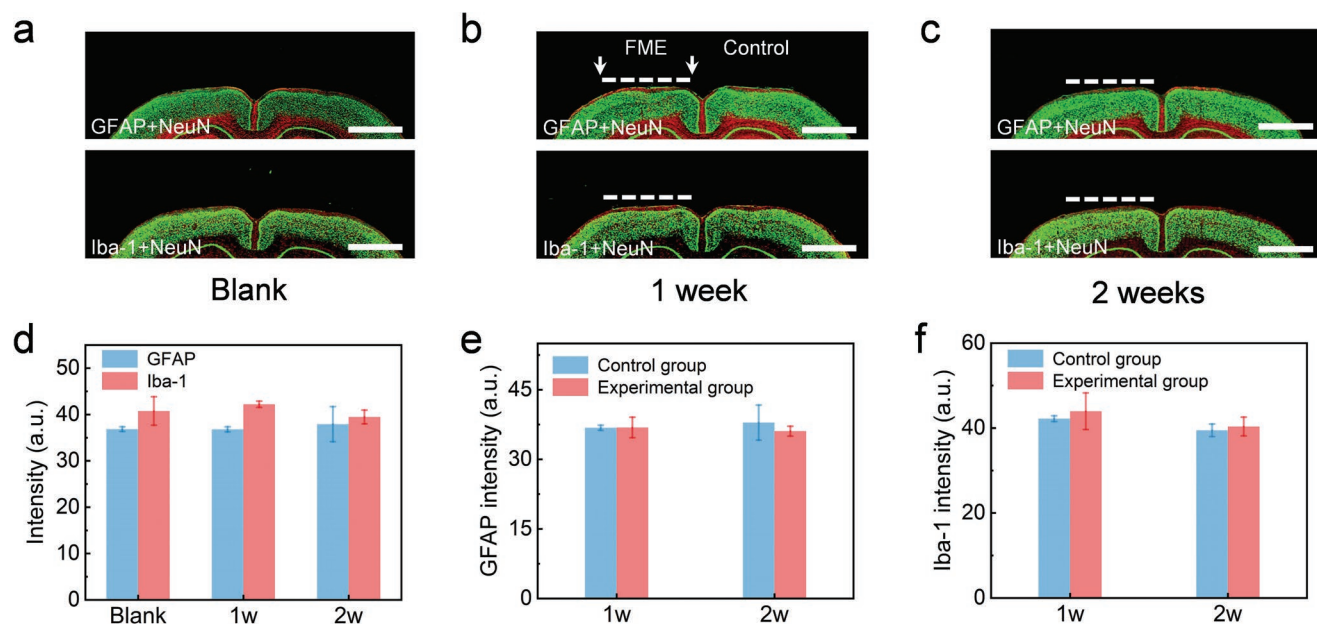 a
GFAP+NeuN
Iba-1+NeuN
Blank
b
FME
Control
GFAP+NeuN
Iba-1+NeuN
1 week
c
GFAP+NeuN
Iba-1+NeuN
2 weeks
d
GFAP
Iba-1
Intensity (a.u.)
50
40
30
20
10
0
Blank
1w
2w
e
Control group
Experimental group
GFAP intensity (a.u.)
45
30
15
0
1w
2w
f
Control group
Experimental group
Iba-1 intensity (a.u.)
60
40
20
0
1w
2w